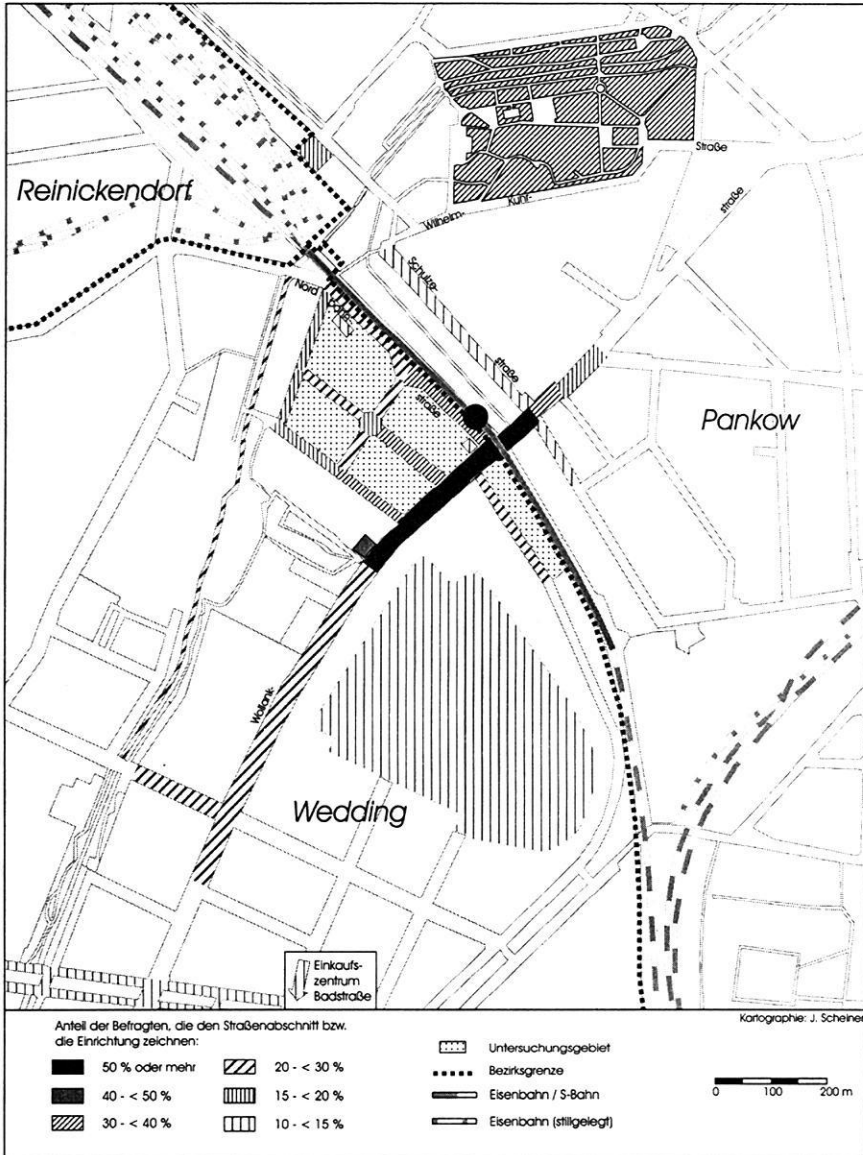 Reinickendorf
Straße
straße
Kuhr-
Wilhelm-
Schulze-
Nord
bahn-
straße
straße
Pankow
Wollank-
Wedding
Einkaufs-
zentrum
Badstraße
Kartographie: J. Scheiner
Anteil der Befragten, die den Straßenabschnitt bzw.
die Einrichtung zeichnen:
50 % oder mehr
40 - < 50 %
30 - < 40 %
20 - < 30 %
15 - < 20 %
10 - < 15 %
Untersuchungsgebiet
Bezirksgrenze
Eisenbahn / S-Bahn
Eisenbahn (stillgelegt)
0 100 200 m